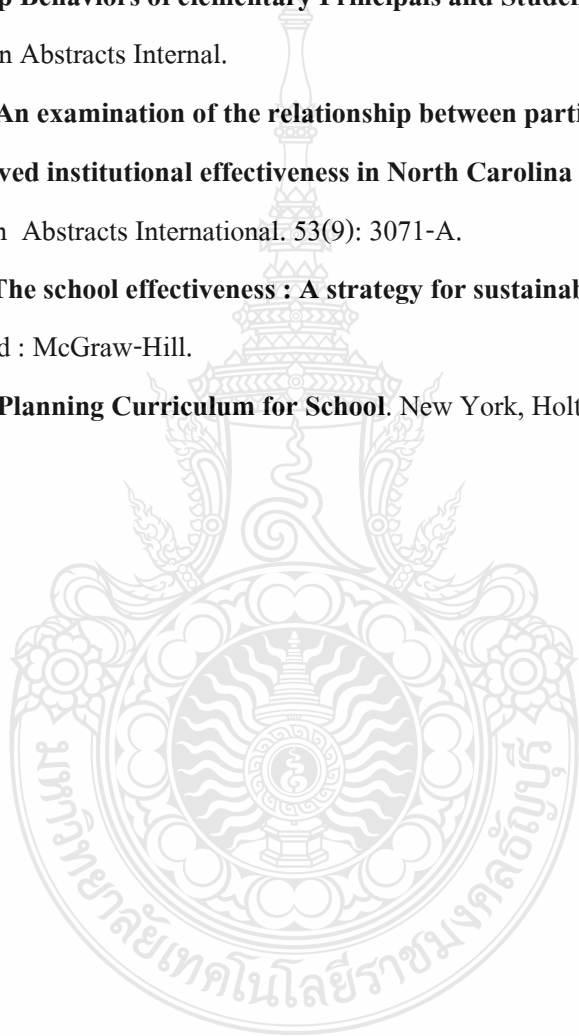 p Behaviors of elementary Principals and Studen
n Abstracts Internal.
An examination of the relationship between parti
ved institutional effectiveness in North Carolina
n Abstracts International. 53(9): 3071-A.
The school effectiveness : A strategy for sustainab
d : McGraw-Hill.
Planning Curriculum for School. New York, Holt
มหาวิทยาลัยเทคโนโลยีราชมงคลธัญบุรี